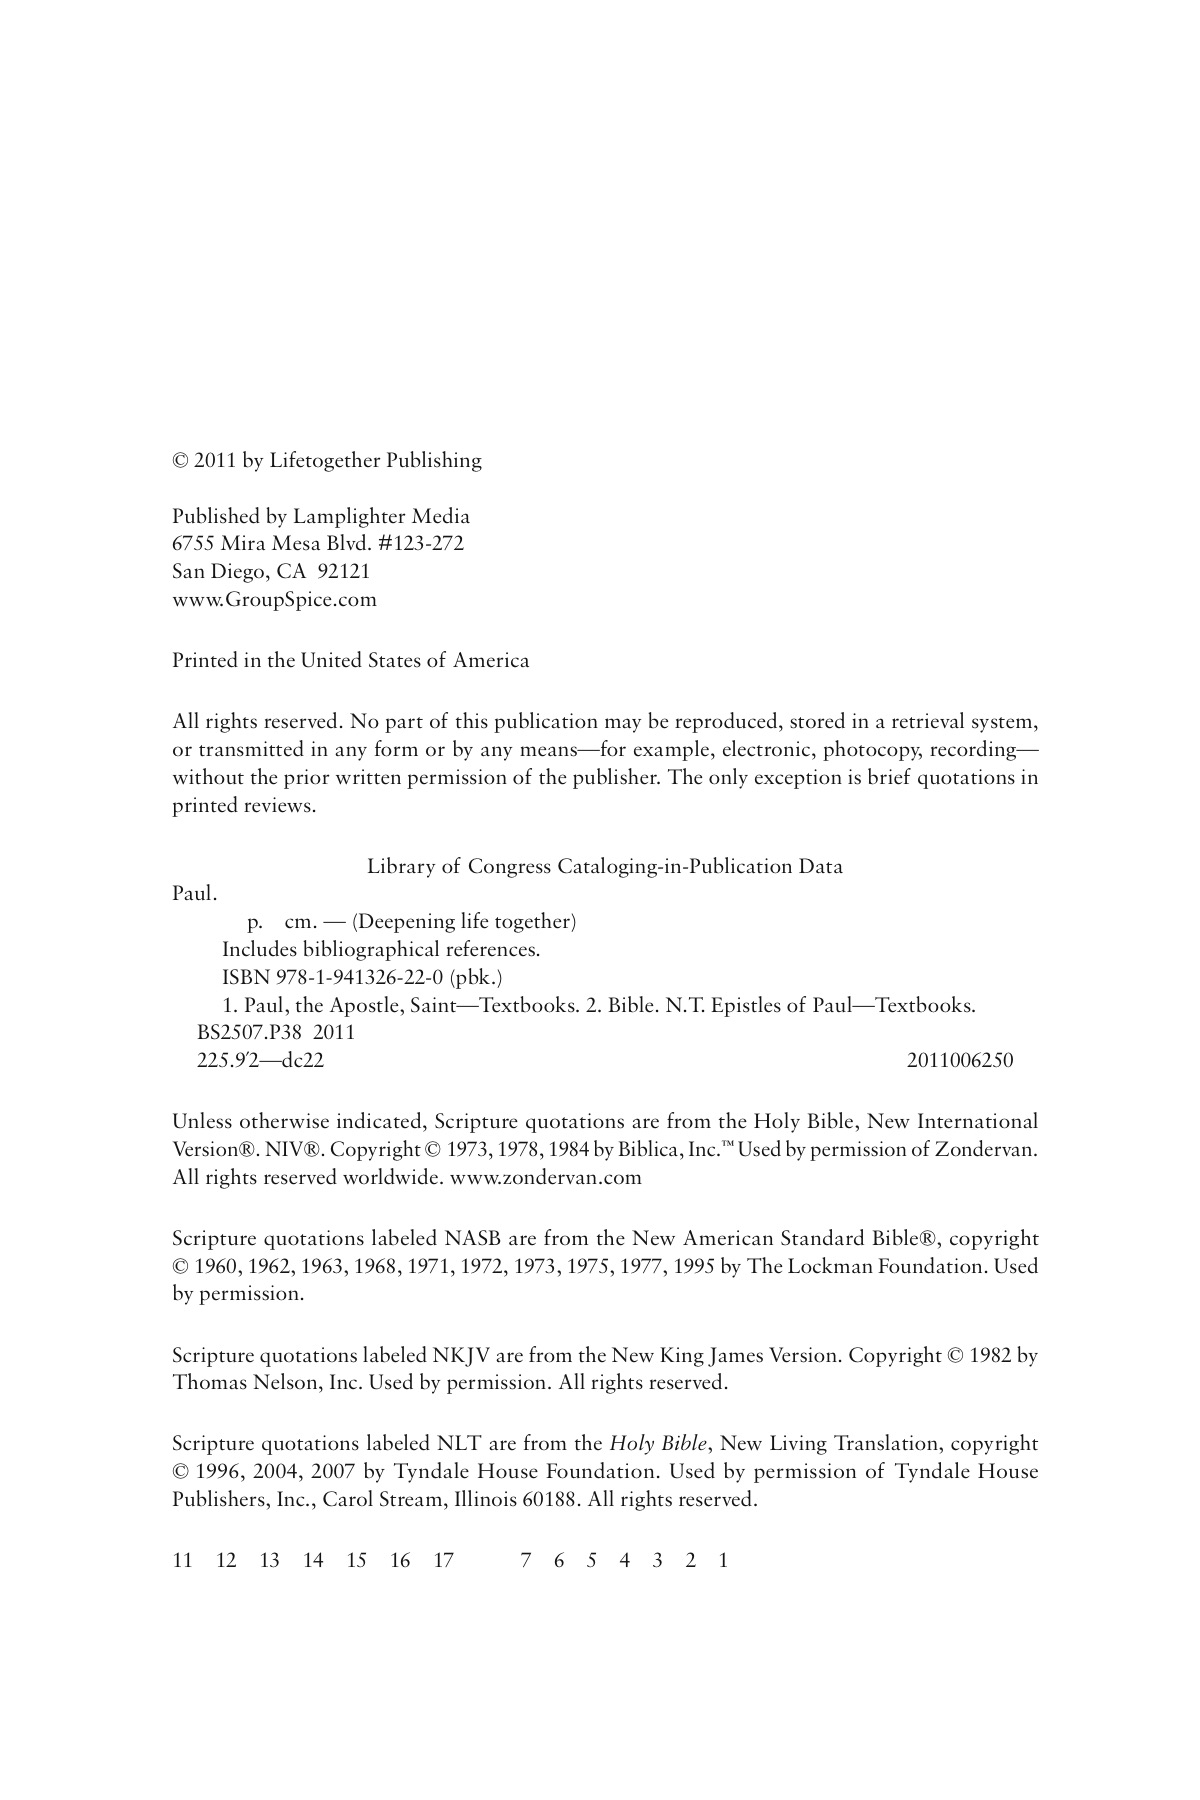 © 2011 by Lifetogether Publishing
Published by Lamplighter Media
6755 Mira Mesa Blvd. #123-272
San Diego, CA  92121
www.GroupSpice.com
Printed in the United States of America
All rights reserved. No part of this publication may be reproduced, stored in a retrieval system,
or transmitted in any form or by any means—for example, electronic, photocopy, recording—
without the prior written permission of the publisher. The only exception is brief quotations in
printed reviews.
Library of Congress Cataloging-in-Publication Data
Paul.
p.    cm. — (Deepening life together)
Includes bibliographical references.
ISBN 978-1-941326-22-0 (pbk.)
1. Paul, the Apostle, Saint—Textbooks. 2. Bible. N.T. Epistles of Paul—Textbooks.
BS2507.P38  2011
225.9′2—dc22 2011006250
Unless otherwise indicated, Scripture quotations are from the Holy Bible, New International
Version®. NIV®. Copyright © 1973, 1978, 1984 by Biblica, Inc.™ Used by permission of Zondervan.
All rights reserved worldwide. www.zondervan.com
Scripture quotations labeled NASB are from the New American Standard Bible®, copyright
© 1960, 1962, 1963, 1968, 1971, 1972, 1973, 1975, 1977, 1995 by The Lockman Foundation. Used
by permission.
Scripture quotations labeled NKJV are from the New King James Version. Copyright © 1982 by
Thomas Nelson, Inc. Used by permission. All rights reserved.
Scripture quotations labeled NLT are from the Holy Bible, New Living Translation, copyright
© 1996, 2004, 2007 by Tyndale House Foundation. Used by permission of Tyndale House
Publishers, Inc., Carol Stream, Illinois 60188. All rights reserved.
11 12 13 14 15 16 17 7 6 5 4 3 2 1